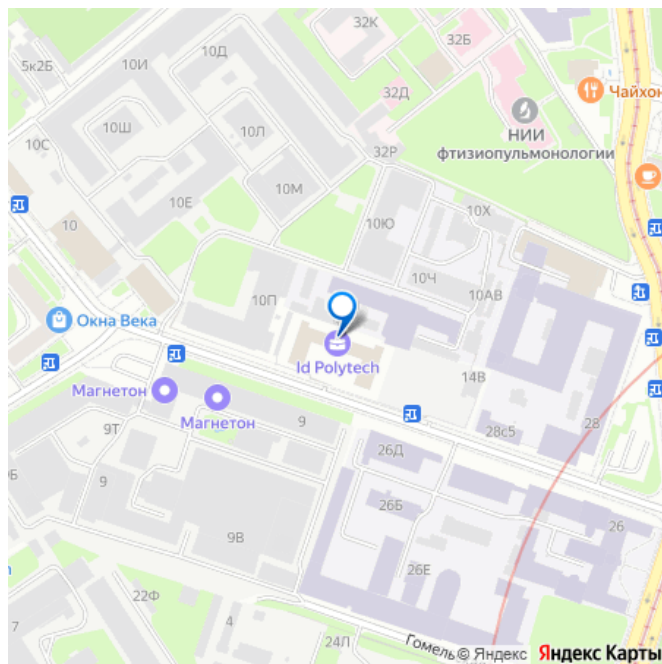 32К
32Б
5к2Б
10И
10Д
32Д
Чайхон
10Ш
10Л
НИИ
фтизиопульмонологии
10С
32Р
10М
10Е
10Х
10
10Ю
10Ч
10АВ
10П
Окна Века
Id Polytech
14В
Магнетон
Магнетон
9
9Т
28с5
28
26Д
9Б
9
26Б
26
9В
26Е
22Ф
7
24Л
Гомель
© Яндекс Яндекс Карты